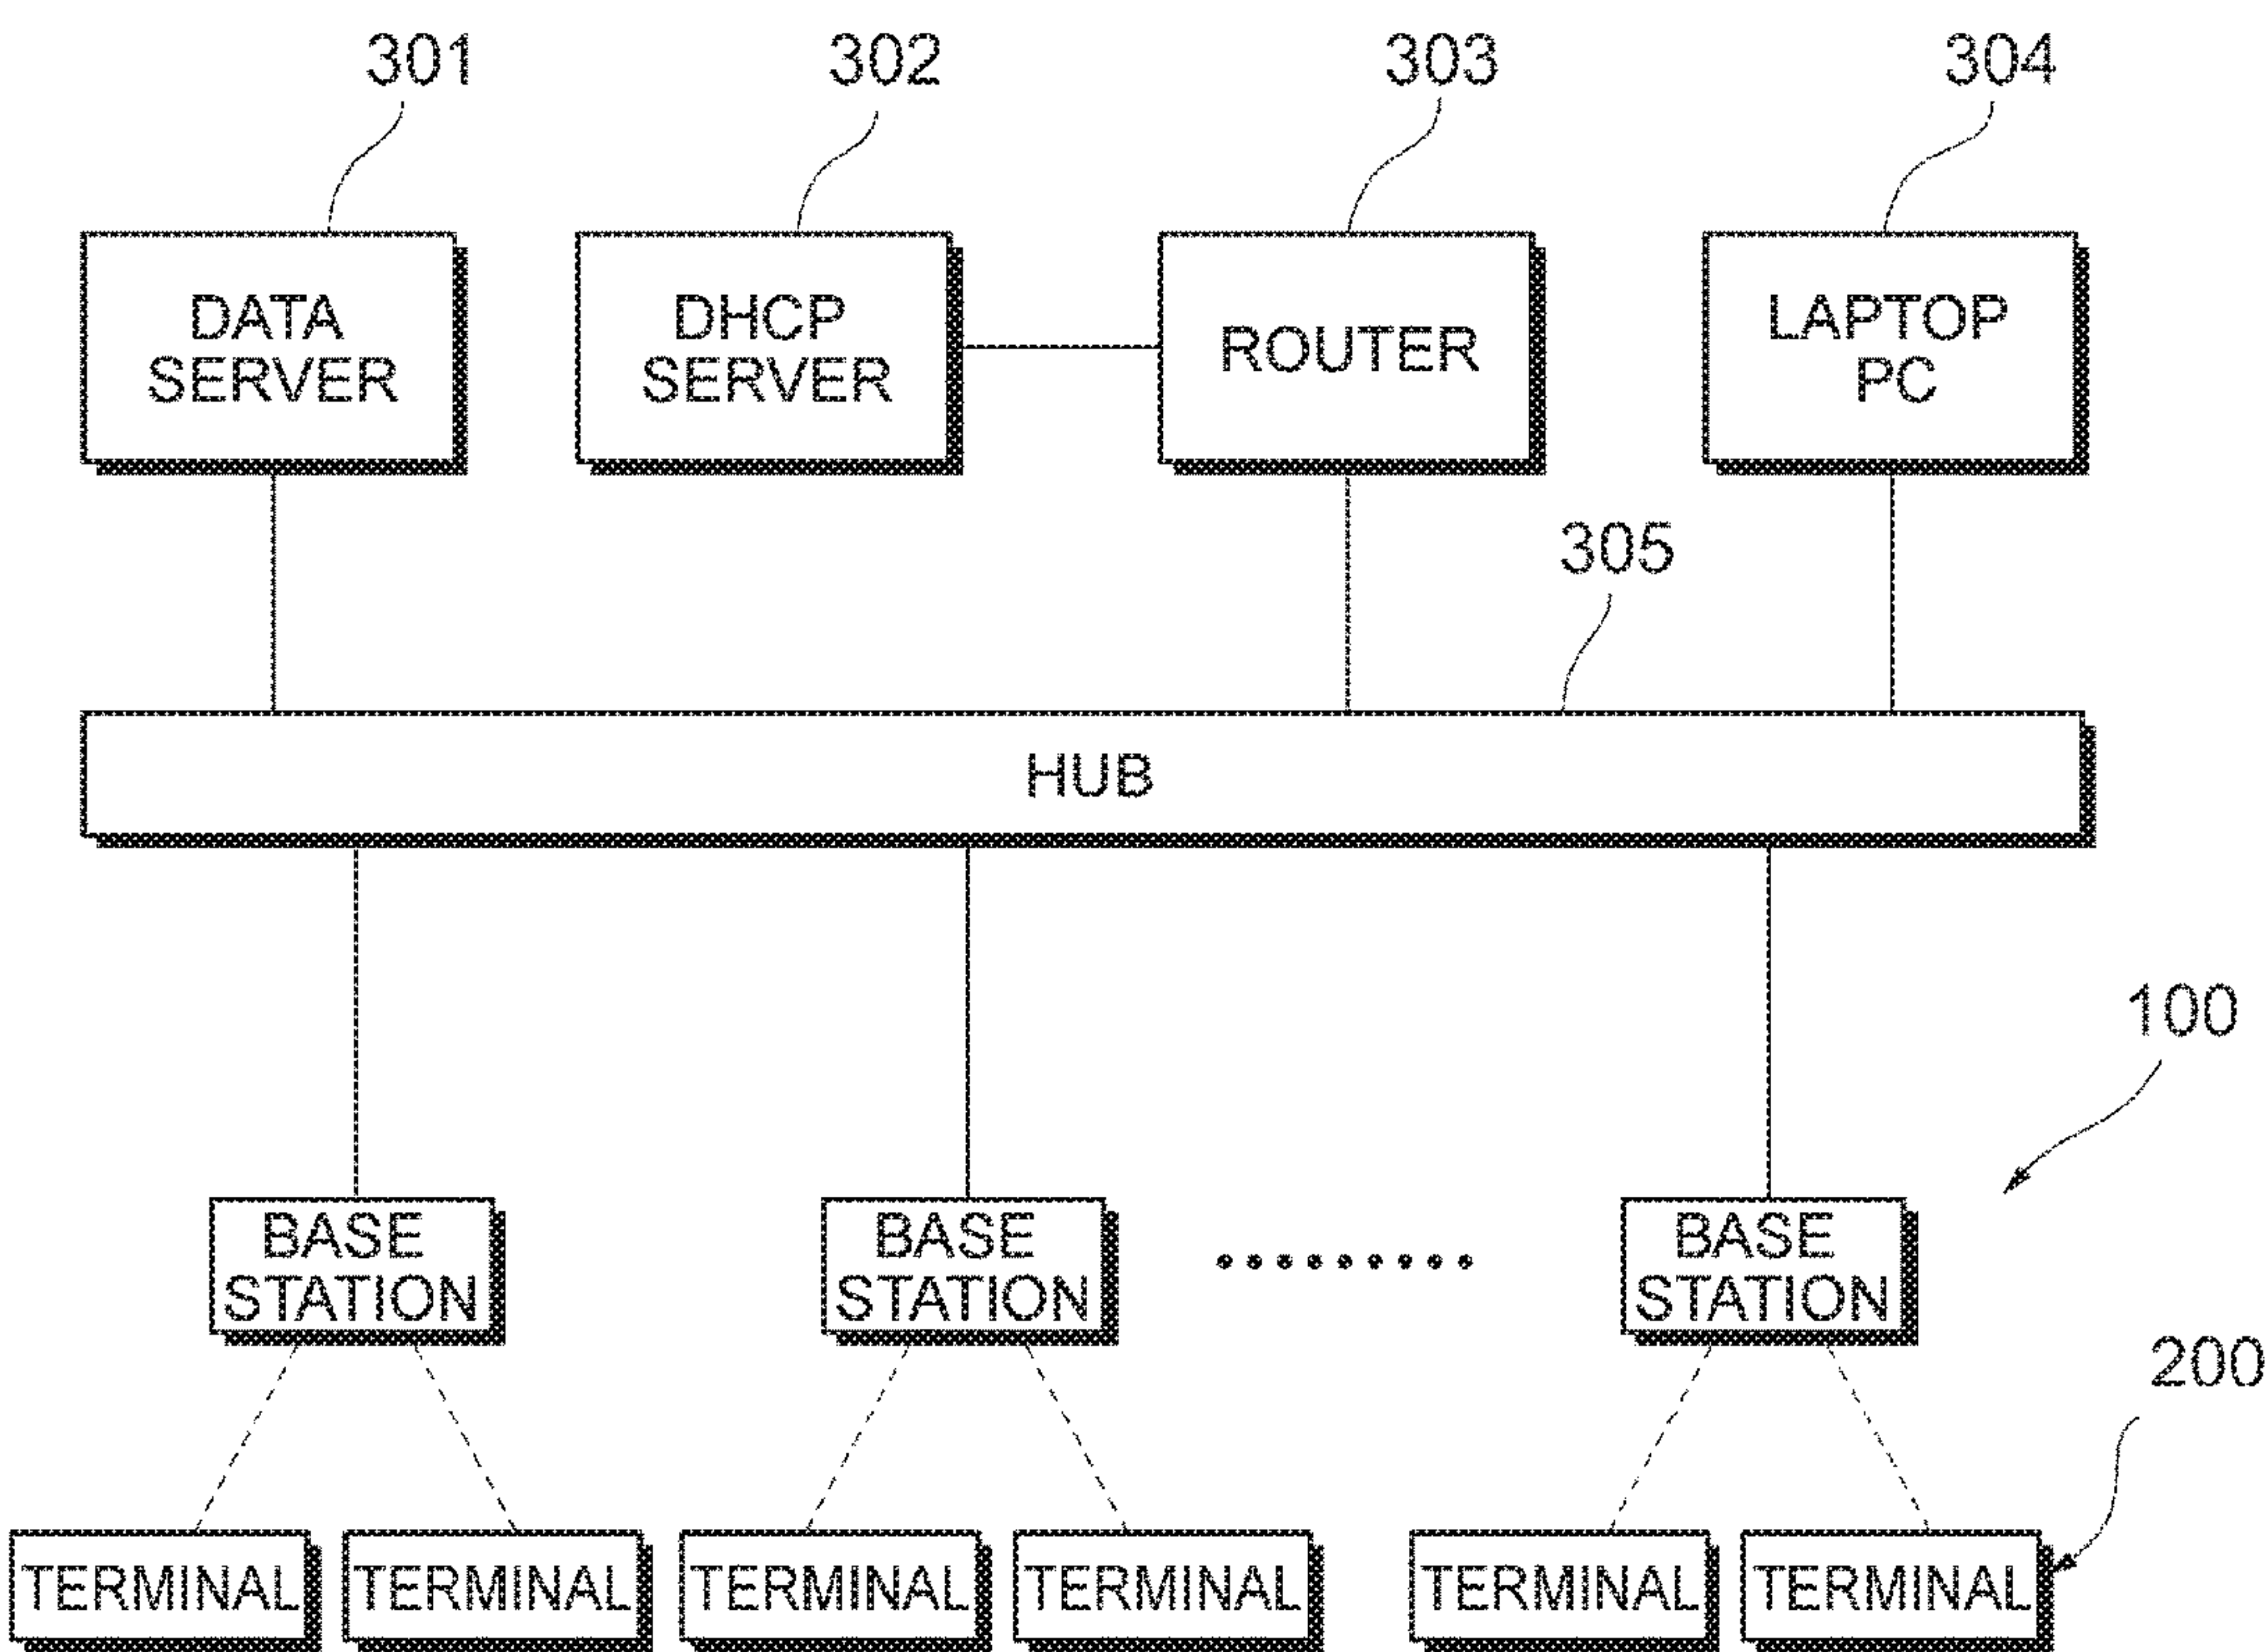 301
302
303
304
DATA
SERVER
DHCP
SERVER
ROUTER
LAPTOP
PC
305
HUB
100
BASE
STATION
BASE
STATION
BASE
STATION
200
TERMINAL
TERMINAL
TERMINAL
TERMINAL
TERMINAL
TERMINAL